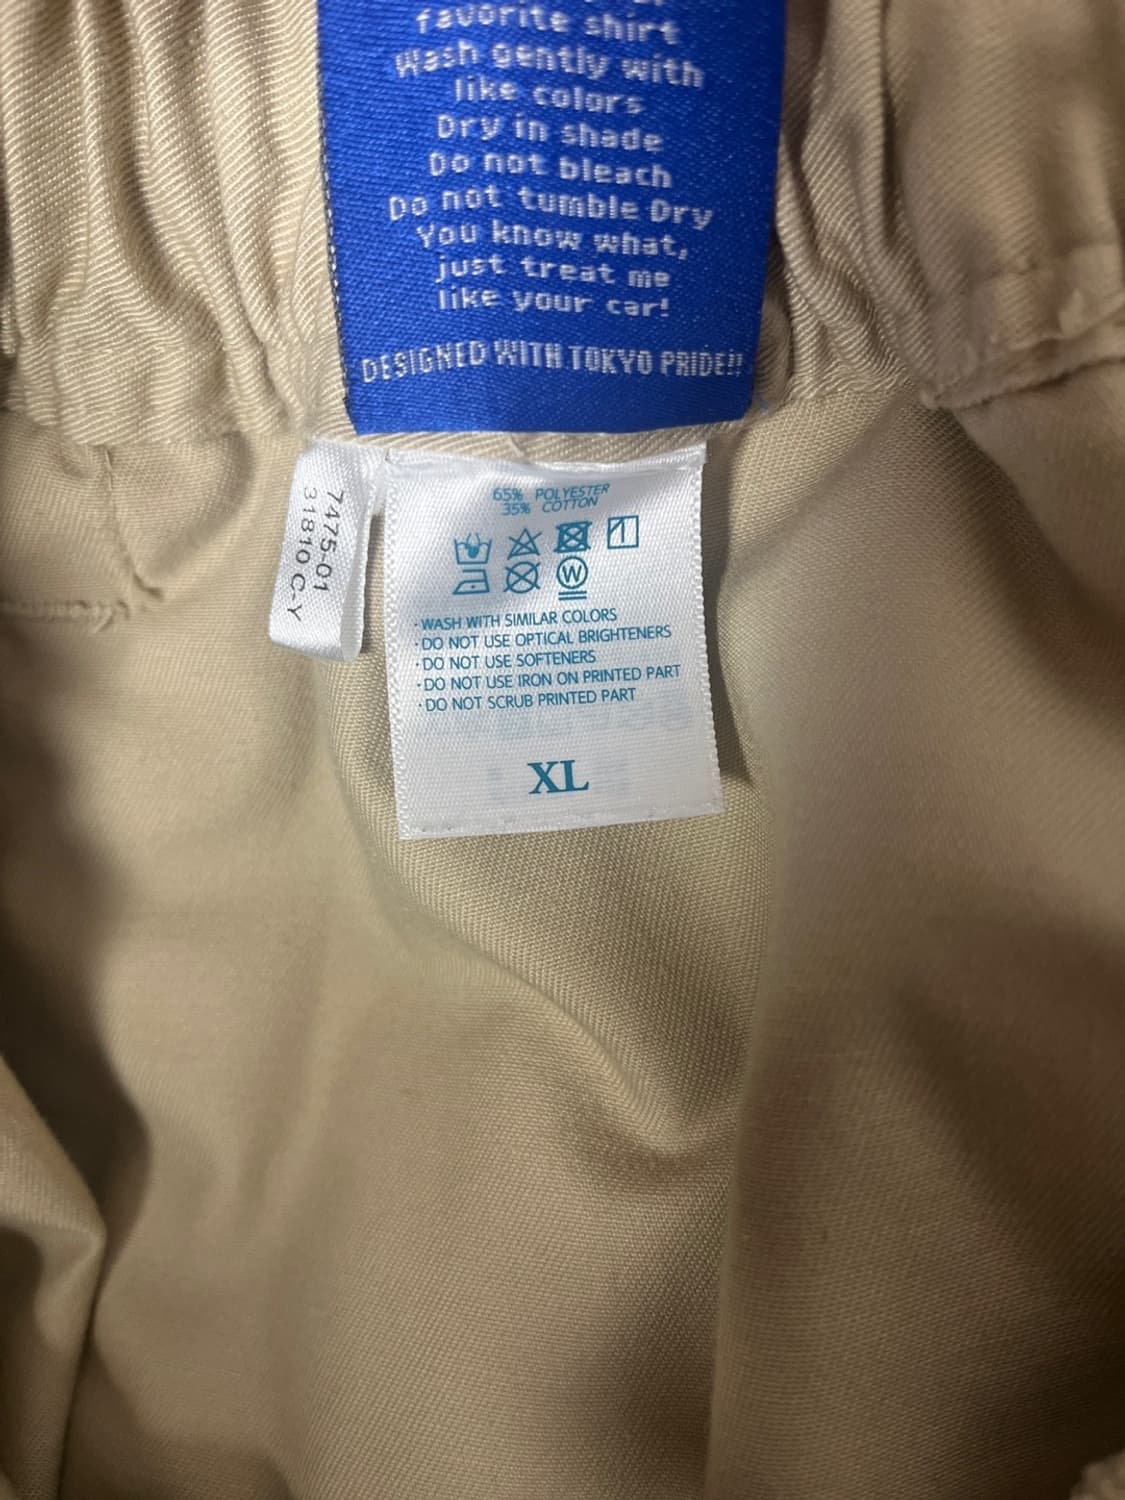 favorite shirt
Wash gently with
like colors
Dry in shade
Do not bleach
Do not tumble Dry
You know what,
just treat me
like your car!
DESIGNED WITH TOKYO PRIDE!!
7475-01
31810 C-Y
65% POLYESTER
35% COTTON
W
· WASH WITH SIMILAR COLORS
· DO NOT USE OPTICAL BRIGHTENERS
· DO NOT USE SOFTENERS
· DO NOT USE IRON ON PRINTED PART
· DO NOT SCRUB PRINTED PART
XL